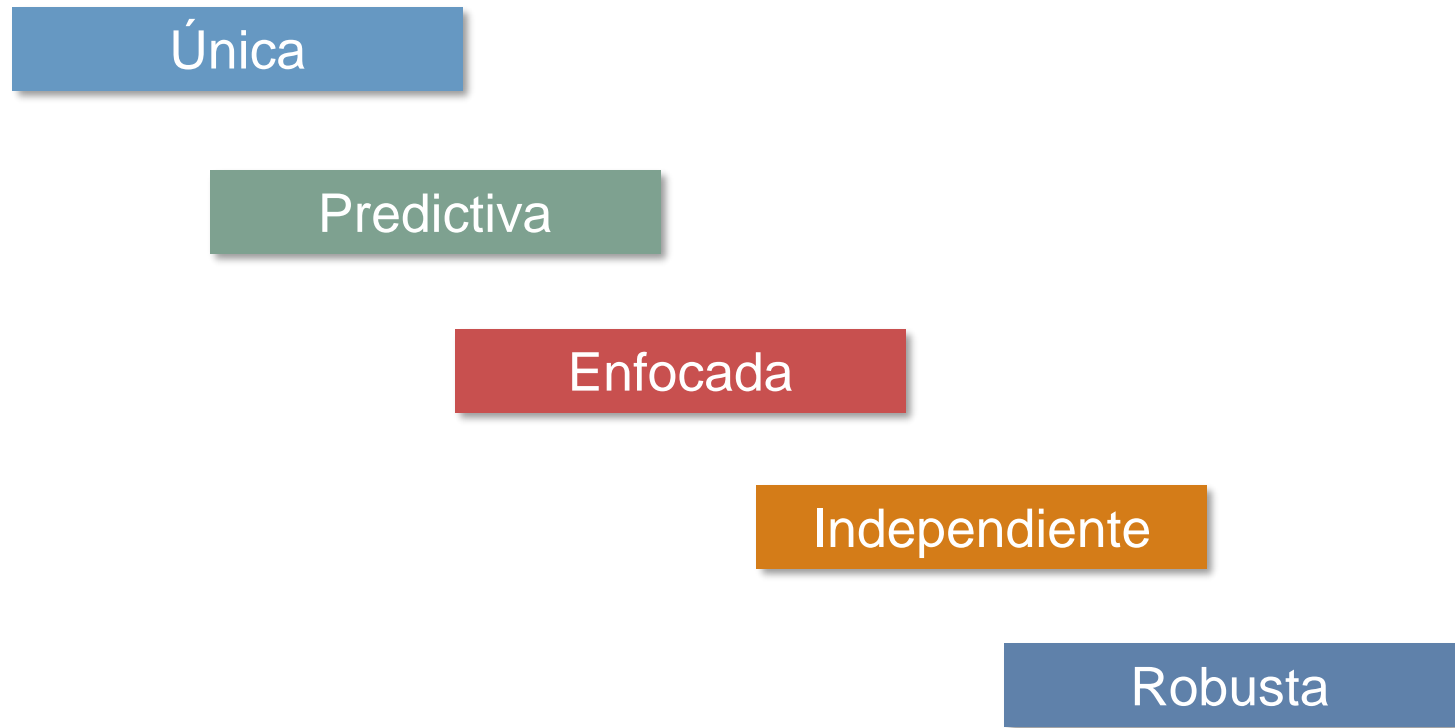 Única
Predictiva
Enfocada
Independiente
Robusta